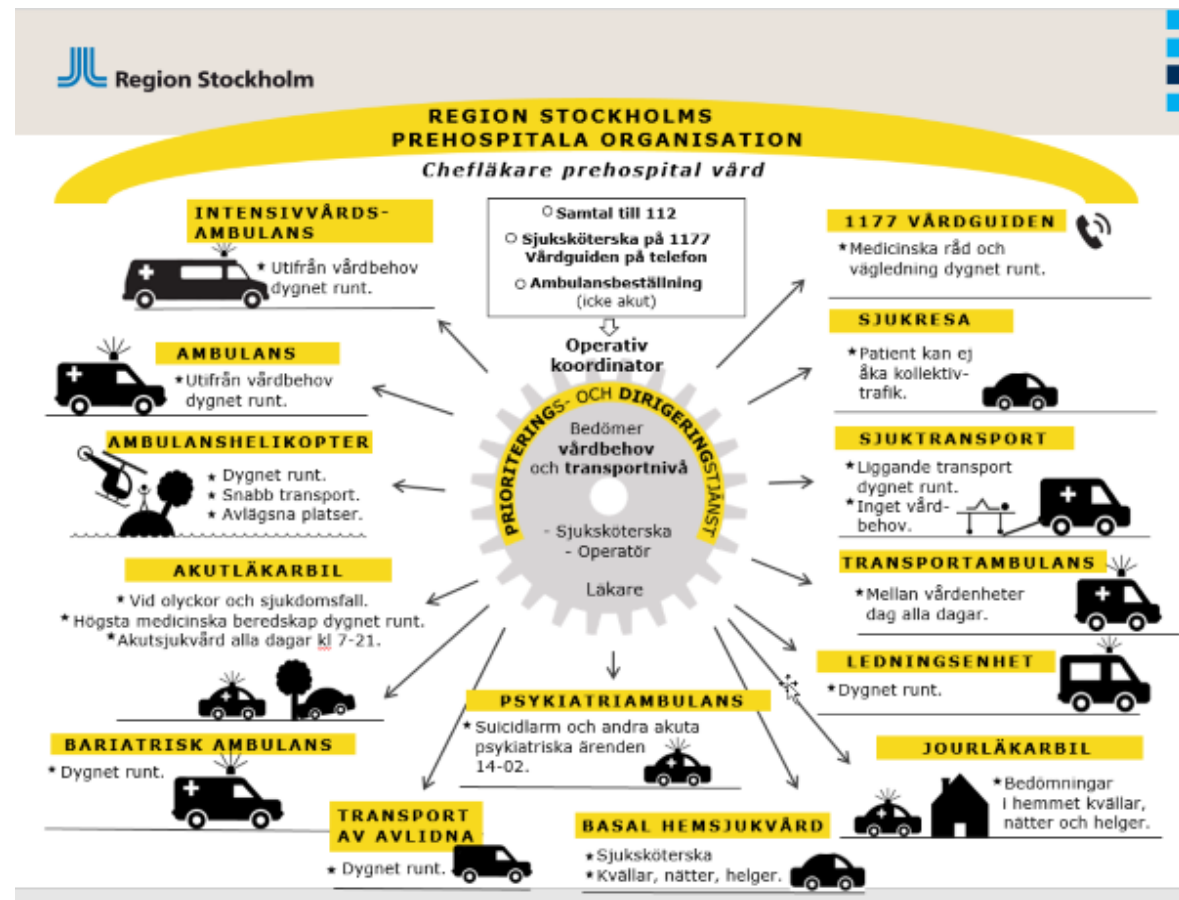 Region Stockholm
REGION STOCKHOLMS
PREHOSPITALA ORGANISATION
Chefläkare prehospital vård
INTENSIVVÅRDS-
AMBULANS
* Utifrån vårdbehov
dygnet runt.
AMBULANS
* Utifrån vårdbehov
dygnet runt.
AMBULANSHELIKOPTER
* Dygnet runt.
* Snabb transport.
* Avlägsna platser.
AKUTLÄKARBIL
* Vid olyckor och sjukdomsfall.
* Högsta medicinska beredskap dygnet runt.
* Akutsjukvård alla dagar kl 7-21.
BARIATRISK AMBULANS
* Dygnet runt.
TRANSPORT
AV AVLIDNA
* Dygnet runt.
○ Samtal till 112
○ Sjuksköterska på 1177
Vårdguiden på telefon
○ Ambulansbeställning
(icke akut)
Operativ
koordinator
PRIORITERINGS- OCH DIRIGERINGSTJÄNST
Bedömer
vårdbehov
och transportnivå
- Sjuksköterska
- Operatör
Läkare
PSYKIATRIAMBULANS
* Suicidlarm och andra akuta
psykiatriska ärenden
14-02.
BASAL HEMSJUKVÅRD
* Sjuksköterska
* Kvällar, nätter, helger.
1177 VÅRDGUIDEN
* Medicinska råd och
vägledning dygnet runt.
SJUKRESA
* Patient kan ej
åka kollektiv-
trafik.
SJUKTRANSPORT
* Liggande transport
dygnet runt.
* Inget vård-
behov.
TRANSPORTAMBULANS
* Mellan vårdenheter
dag alla dagar.
LEDNINGSENHET
* Dygnet runt.
JOURLÄKARBIL
* Bedömningar
i hemmet kvällar,
nätter och helger.